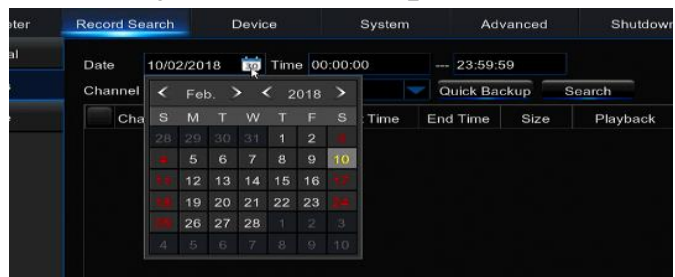 ter Record Search Device System Advanced Shutdown
al
Date 10/02/2018 Time 00:00:00 --- 23:59:59
Channel Quick Backup Search
Cha Time End Time Size Playback
< Feb. > < 2018 >
S M T W T F S
28 29 30 31 1 2 3
4 5 6 7 8 9 10
11 12 13 14 15 16 17
18 19 20 21 22 23 24
25 26 27 28 1 2 3
4 5 6 7 8 9 10